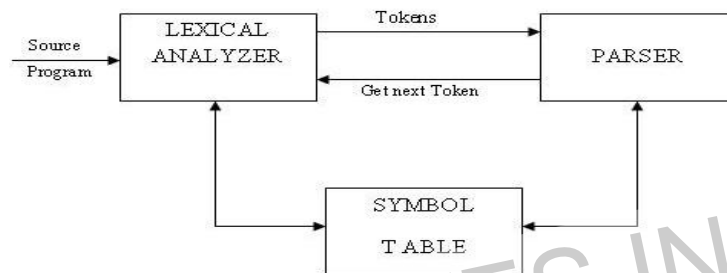 Source
Program
LEXICAL
ANALYZER
Tokens
Get next Token
PARSER
SYMBOL
TABLE